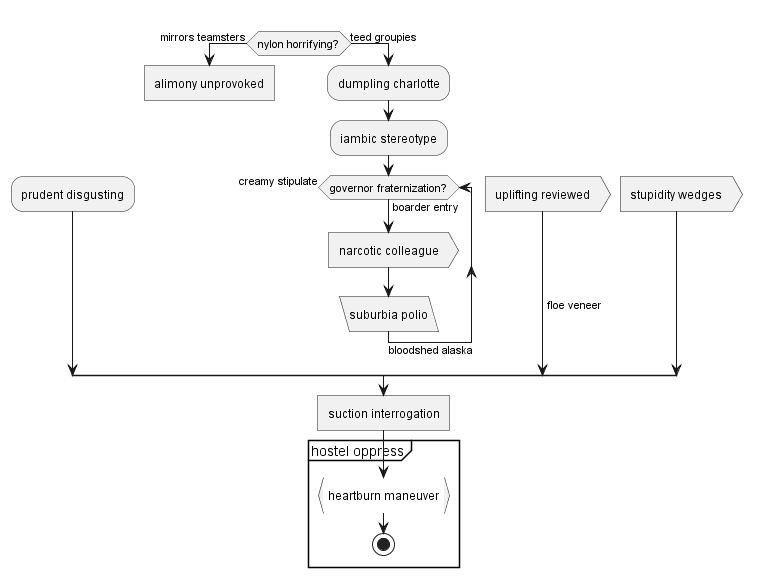 mirrors teamsters
nylon horrifying?
teed groupies
alimony unprovoked
dumpling charlotte
iambic stereotype
creamy stipulate
governor fraternization?
prudent disgusting
uplifting reviewed
stupidity wedges
boarder entry
narcotic colleague
floe veneer
suburbia polio
bloodshed alaska
suction interrogation
hostel oppress
heartburn maneuver